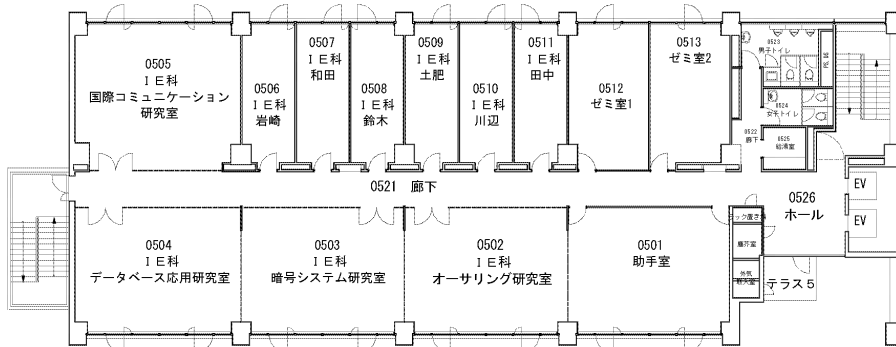 0505
ＩＥ科
国際コミュニケーション
研究室
0506
ＩＥ科
岩崎
0507
ＩＥ科
和田
0508
ＩＥ科
鈴木
0509
ＩＥ科
土肥
0510
ＩＥ科
川辺
0511
ＩＥ科
田中
0512
ゼミ室1
0513
ゼミ室2
0523
男子トイレ
0524
女子トイレ
0522
廊下
0525
給湯室
0521 廊下
0526
ホール
EV
EV
0504
ＩＥ科
データベース応用研究室
0503
ＩＥ科
暗号システム研究室
0502
ＩＥ科
オーサリング研究室
0501
助手室
塵芥室
テラス５